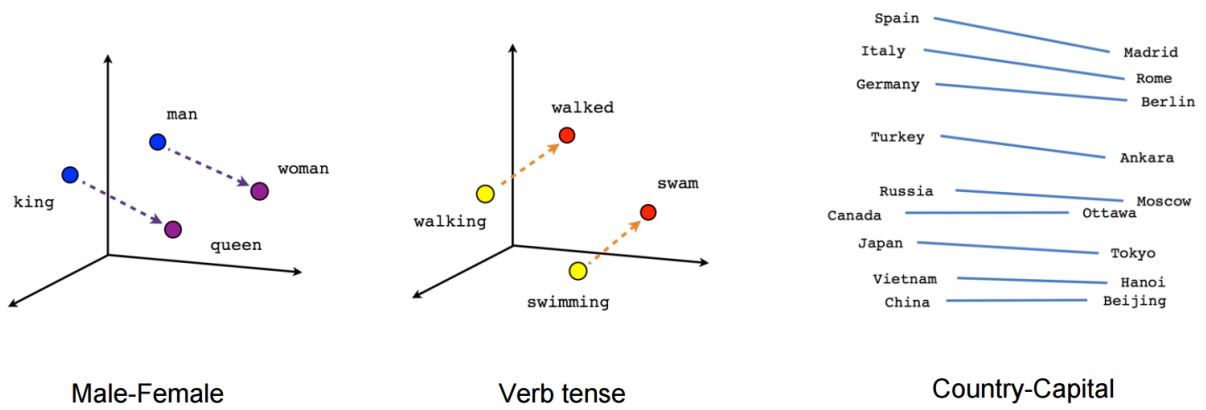 man
woman
king
queen
Male-Female
walked
swam
walking
swimming
Verb tense
Spain
Madrid
Italy
Rome
Germany
Berlin
Turkey
Ankara
Russia
Moscow
Canada
Ottawa
Japan
Tokyo
Vietnam
Hanoi
China
Beijing
Country-Capital